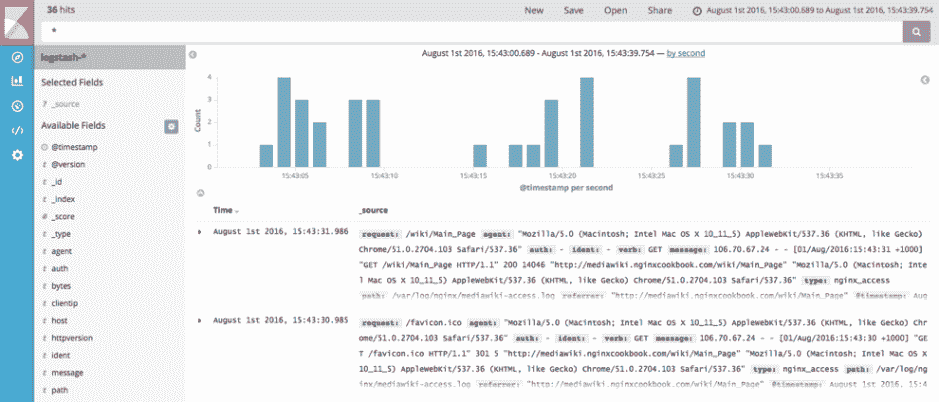 36 hits
New Save Open Share August 1st 2016, 15:43:00.689 to August 1st 2016, 15:43:39.754
*
logstash-*
Selected Fields
? _source
Available Fields
@timestamp
t @version
t _id
t _index
# _score
t _type
t agent
t auth
t bytes
t clientip
t host
t httpversion
t ident
t message
t path
August 1st 2016, 15:43:00.689 - August 1st 2016, 15:43:39.754 — by second
Count
4
3
2
1
0
15:43:05 15:43:10 15:43:15 15:43:20 15:43:25 15:43:30 15:43:35
@timestamp per second
Time _source
August 1st 2016, 15:43:31.986
request: /wiki/Main_Page agent: "Mozilla/5.0 (Macintosh; Intel Mac OS X 10_11_5) AppleWebKit/537.36 (KHTML, like Gecko)
Chrome/51.0.2704.103 Safari/537.36" auth: - ident: - verb: GET message: 106.70.67.24 - - [01/Aug/2016:15:43:31 +1000]
"GET /wiki/Main_Page HTTP/1.1" 200 14046 "http://mediawiki.nginxcookbook.com/wiki/Main_Page" "Mozilla/5.0 (Macintosh; Inte
l Mac OS X 10_11_5) AppleWebKit/537.36 (KHTML, like Gecko) Chrome/51.0.2704.103 Safari/537.36" type: nginx_access
path: /var/log/nginx/mediawiki-access.log referrer: "http://mediawiki.nginxcookbook.com/wiki/Main_Page" @timestamp: Aug
August 1st 2016, 15:43:30.985
request: /favicon.ico agent: "Mozilla/5.0 (Macintosh; Intel Mac OS X 10_11_5) AppleWebKit/537.36 (KHTML, like Gecko) Chr
ome/51.0.2704.103 Safari/537.36" auth: - ident: - verb: GET message: 106.70.67.24 - - [01/Aug/2016:15:43:30 +1000] "GE
T /favicon.ico HTTP/1.1" 301 5 "http://mediawiki.nginxcookbook.com/wiki/Main_Page" "Mozilla/5.0 (Macintosh; Intel Mac OS
X 10_11_5) AppleWebKit/537.36 (KHTML, like Gecko) Chrome/51.0.2704.103 Safari/537.36" type: nginx_access path: /var/log/n
ginx/mediawiki-access.log referrer: "http://mediawiki.nginxcookbook.com/wiki/Main_Page" @timestamp: August 1st 2016, 15:4